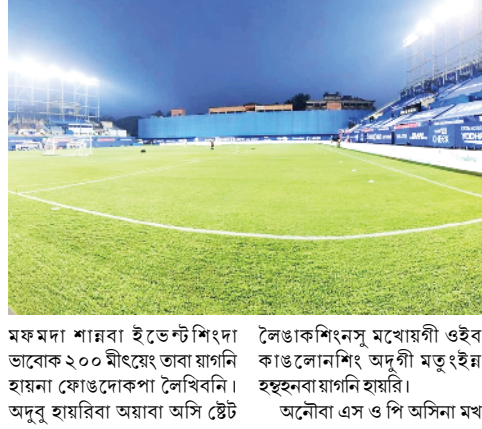 মফমদা শান্নবা ইভেন্টশিংদা
ভাবোক ২০০ মীৎয়েং তাবা যাগনি
হায়না ফোঙদোকপা লৈখিবনি।
অদুবু হায়রিবা অয়াবা অসি ষ্টেট
লৈঙাকশিংনসু মখোয়গী ওইব
কাঙলোনশিং অদুগী মতুংইন্ন
হন্থহনবা যাগনি হায়রি।
অনৌবা এস ও পি অসিনা মখ